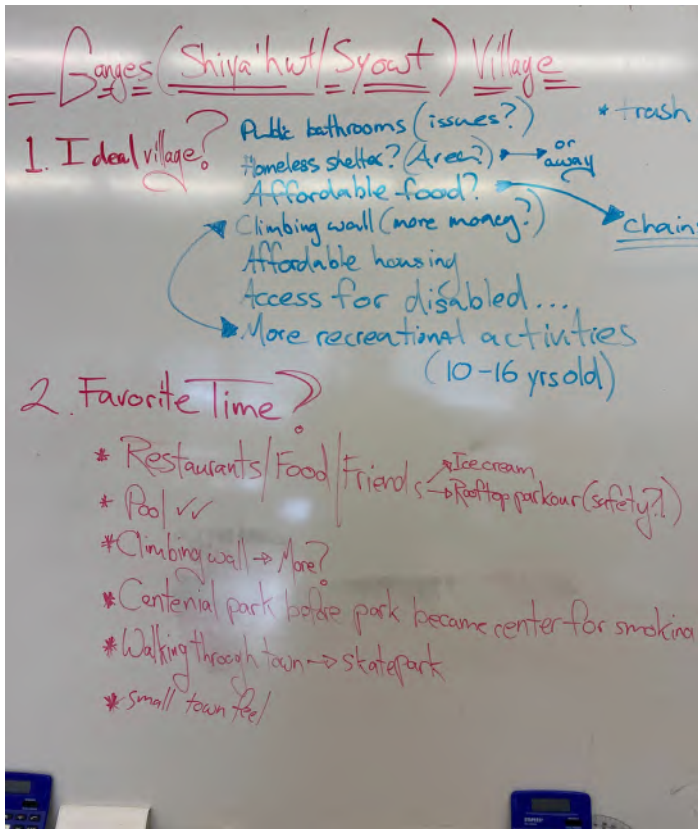 Ganges (Shiya'hwt/Syowt) Village
1. Ideal village?
Public bathrooms (issues?)
* trash
Homeless shelter? (Area?) → or away
Affordable food?
chain
Climbing wall (more money?)
Affordable housing
Access for disabled...
More recreational activities
(10-16 yrs old)
2. Favorite Time?
* Restaurants/Food/Friends → Ice cream
→ Rooftop parkour (safety?!)
* Pool ✓✓
* Climbing wall → More?
* Centenial park before park became center for smoking
* Walking through town → skatepark
* small town feel